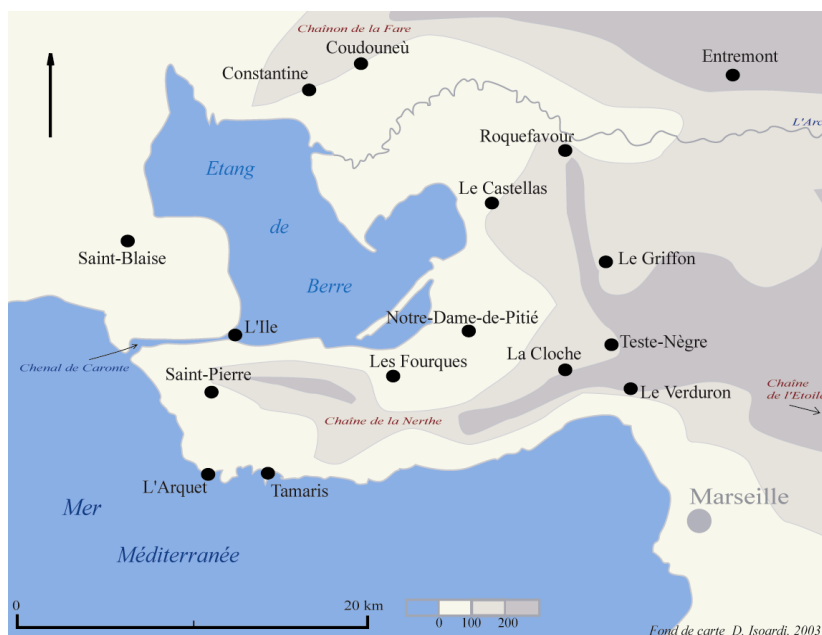 Chaînon de la Fare
Coudouneù
Constantine
Entremont
L'Arc
Roquefavour
Etang
Le Castellas
de
Saint-Blaise
Le Griffon
Berre
Notre-Dame-de-Pitié
L'Ile
Teste-Nègre
Chenal de Caronte
Les Fourques
La Cloche
Saint-Pierre
Le Verduron
Chaîne
de l'Etoile
Chaîne de la Nerthe
L'Arquet
Tamaris
Marseille
Mer
Méditerranée
0
20 km
0 100 200
Fond de carte D. Isoardi, 2003